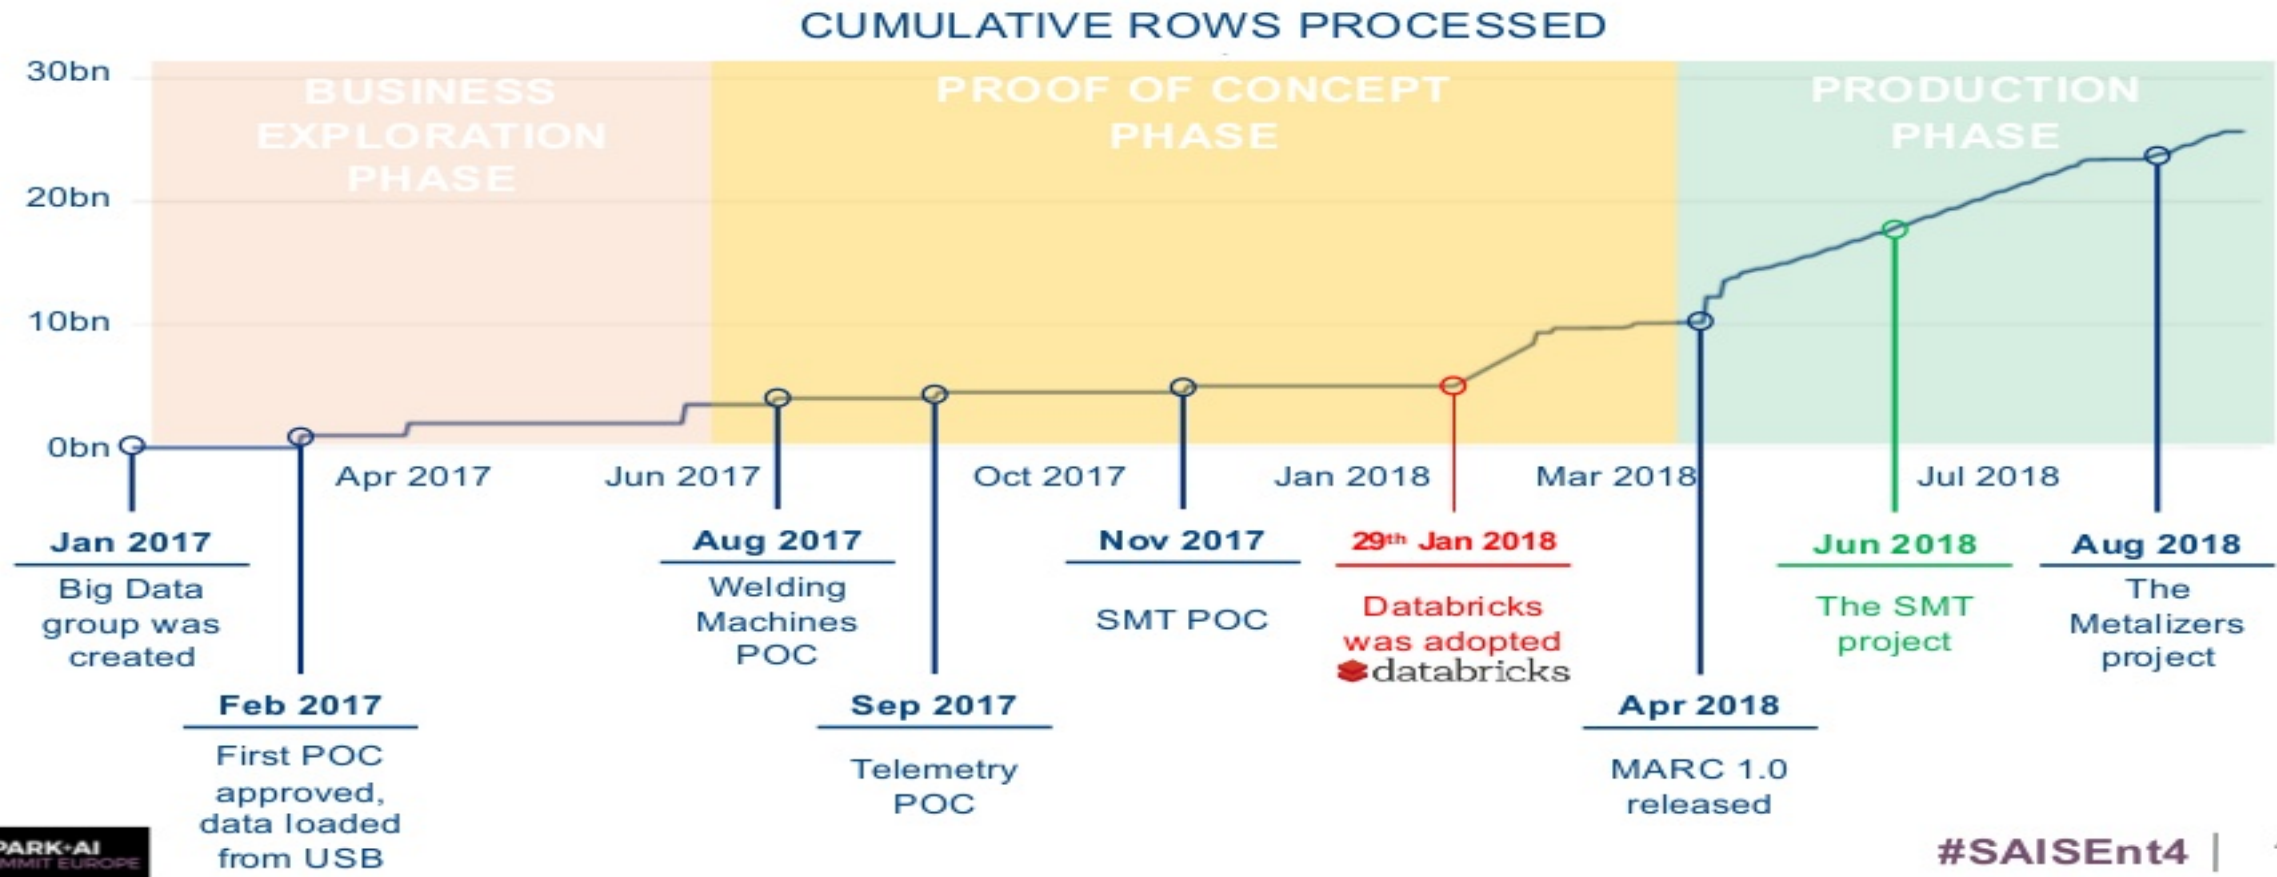 CUMULATIVE ROWS PROCESSED
30bn
20bn
10bn
0bn
BUSINESS
EXPLORATION
PHASE
PROOF OF CONCEPT
PHASE
PRODUCTION
PHASE
Apr 2017
Jun 2017
Oct 2017
Jan 2018
Mar 2018
Jul 2018
Jan 2017
Big Data
group was
created
Feb 2017
First POC
approved,
data loaded
from USB
Aug 2017
Welding
Machines
POC
Sep 2017
Telemetry
POC
Nov 2017
SMT POC
29th Jan 2018
Databricks
was adopted
databricks
Apr 2018
MARC 1.0
released
Jun 2018
The SMT
project
Aug 2018
The
Metalizers
project
PARK+AI
MMIT EUROPE
#SAISEnt4 |